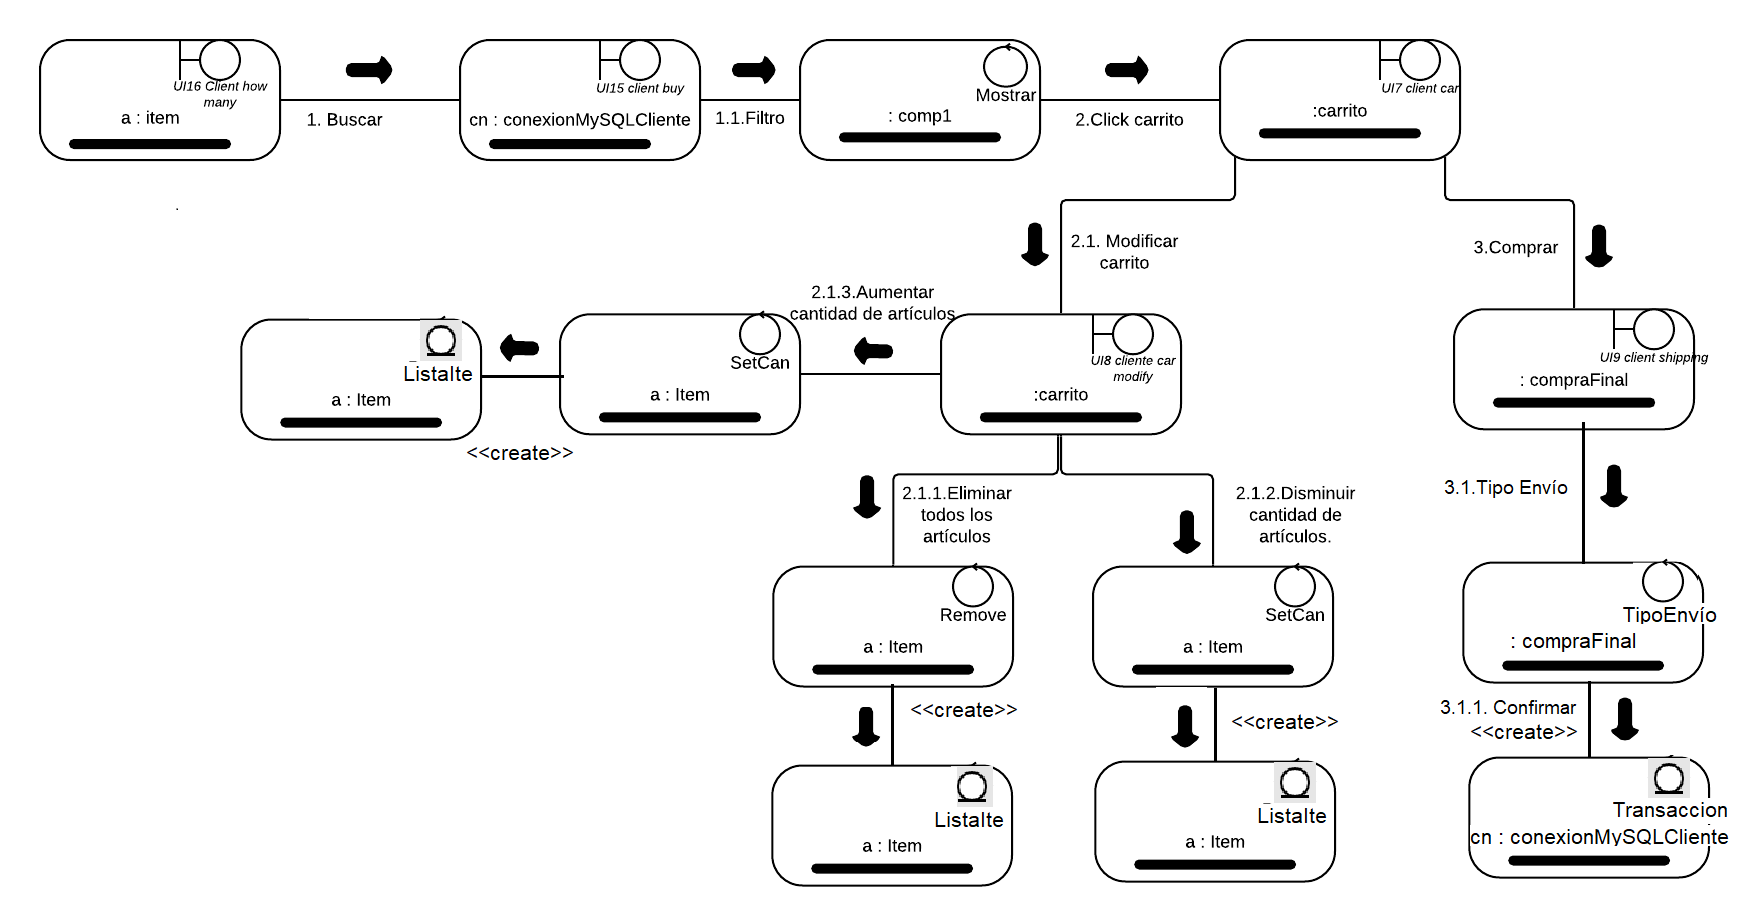 UI16 Client how
many
a : item
1. Buscar
UI15 client buy
cn : conexionMySQLCliente
1.1.Filtro
Mostrar
: comp1
2.Click carrito
UI7 client car
:carrito
2.1. Modificar
carrito
3.Comprar
2.1.3.Aumentar
cantidad de artículos
ListaIte
a : Item
<<create>>
SetCan
a : Item
UI8 cliente car
modify
:carrito
UI9 client shipping
: compraFinal
2.1.1.Eliminar
todos los
artículos
2.1.2.Disminuir
cantidad de
artículos.
3.1.Tipo Envío
Remove
a : Item
SetCan
a : Item
TipoEnvío
: compraFinal
<<create>>
<<create>>
3.1.1. Confirmar
<<create>>
ListaIte
a : Item
ListaIte
a : Item
Transaccion
cn : conexionMySQLCliente